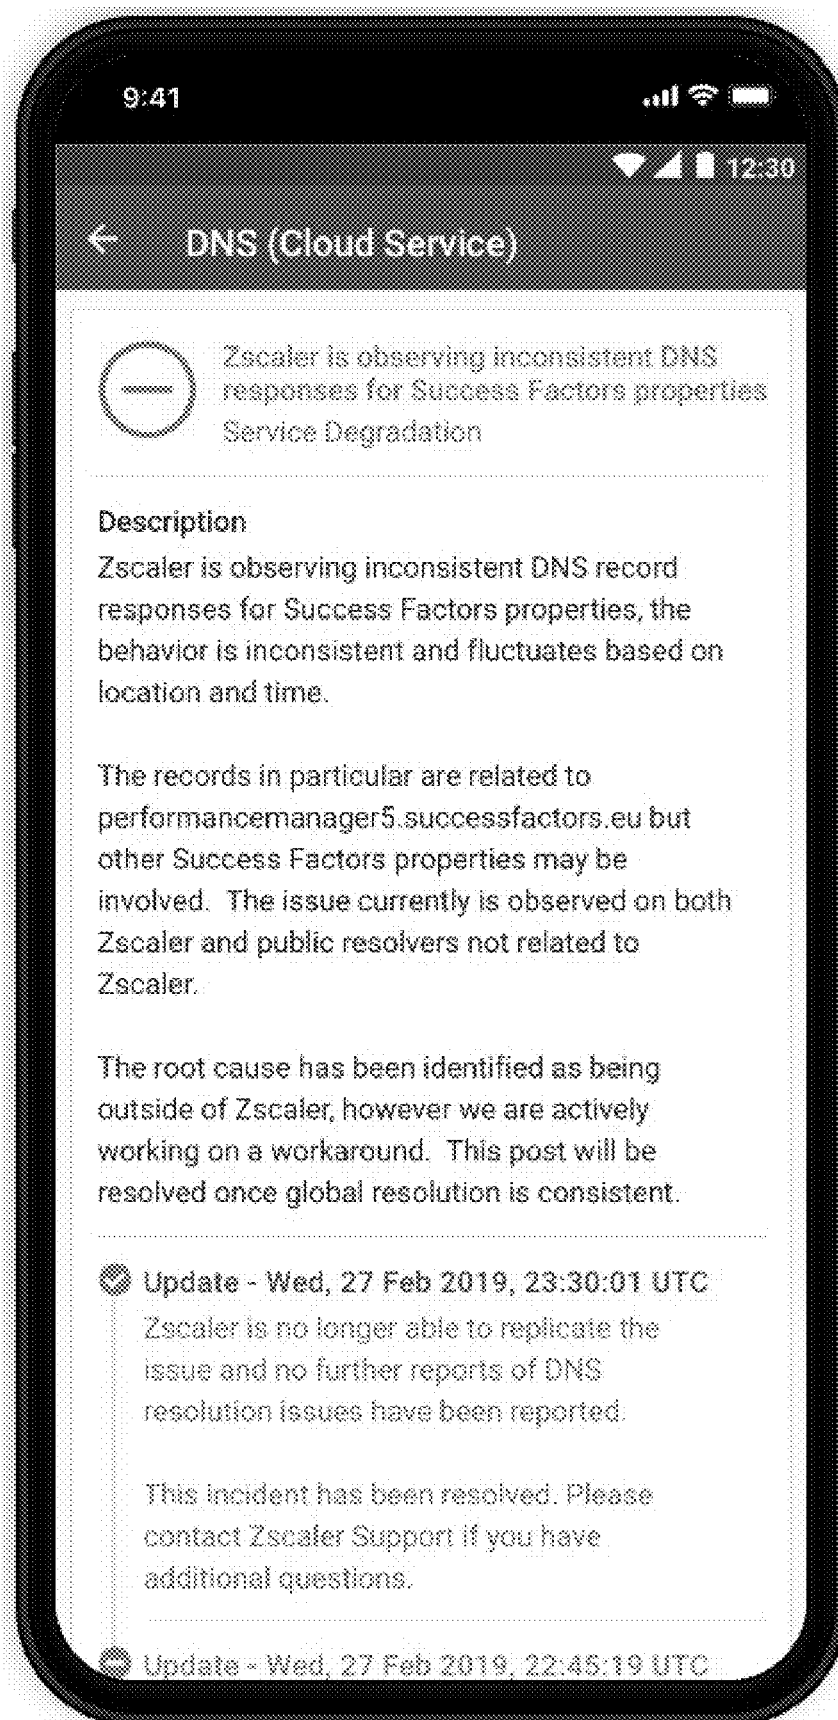 9:41
12:30
DNS (Cloud Service)
Zscaler is observing inconsistent DNS
responses for Success Factors properties
Service Degradation
Description
Zscaler is observing inconsistent DNS record
responses for Success Factors properties, the
behavior is inconsistent and fluctuates based on
location and time.
The records in particular are related to
performancemanager5.successfactors.eu but
other Success Factors properties may be
involved.  The issue currently is observed on both
Zscaler and public resolvers not related to
Zscaler.
The root cause has been identified as being
outside of Zscaler, however we are actively
working on a workaround.  This post will be
resolved once global resolution is consistent.
Update - Wed, 27 Feb 2019, 23:30:01 UTC
Zscaler is no longer able to replicate the
issue and no further reports of DNS
resolution issues have been reported.
This incident has been resolved. Please
contact Zscaler Support if you have
additional questions.
Update - Wed, 27 Feb 2019, 22:45:19 UTC